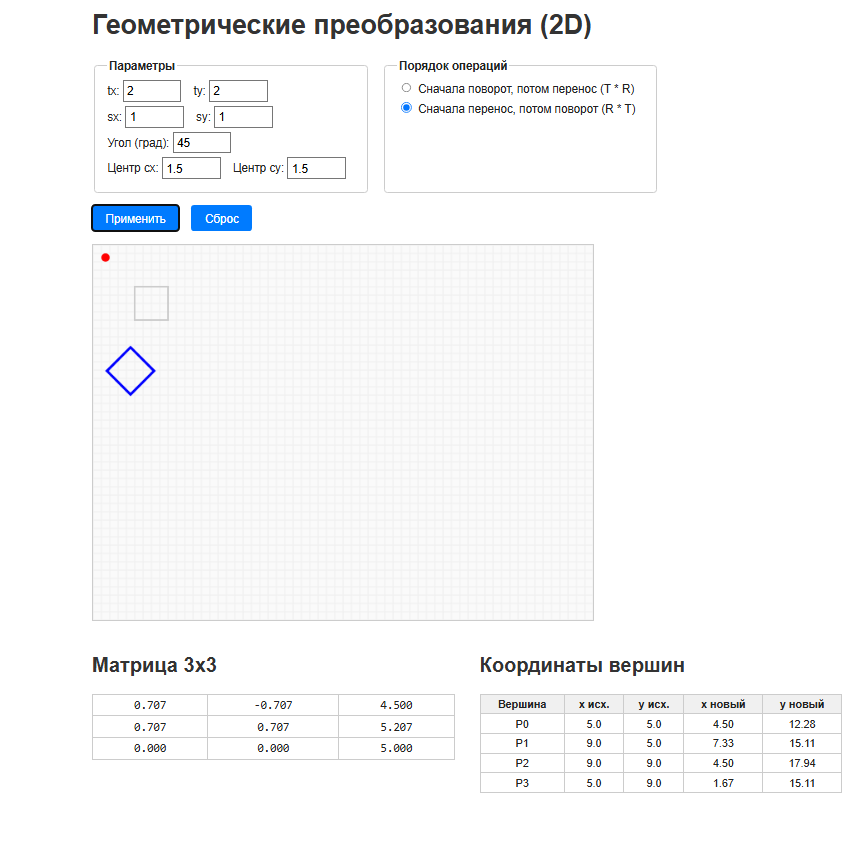 Геометрические преобразования (2D)
Параметры
tx: 2 ty: 2
sx: 1 sy: 1
Угол (град): 45
Центр cx: 1.5 Центр cy: 1.5
Порядок операций
Сначала поворот, потом перенос (T * R)
Сначала перенос, потом поворот (R * T)
Применить Сброс
Матрица 3x3
0.707 -0.707 4.500
0.707 0.707 5.207
0.000 0.000 5.000
Координаты вершин
Вершина x исх. y исх. x новый y новый
P0 5.0 5.0 4.50 12.28
P1 9.0 5.0 7.33 15.11
P2 9.0 9.0 4.50 17.94
P3 5.0 9.0 1.67 15.11